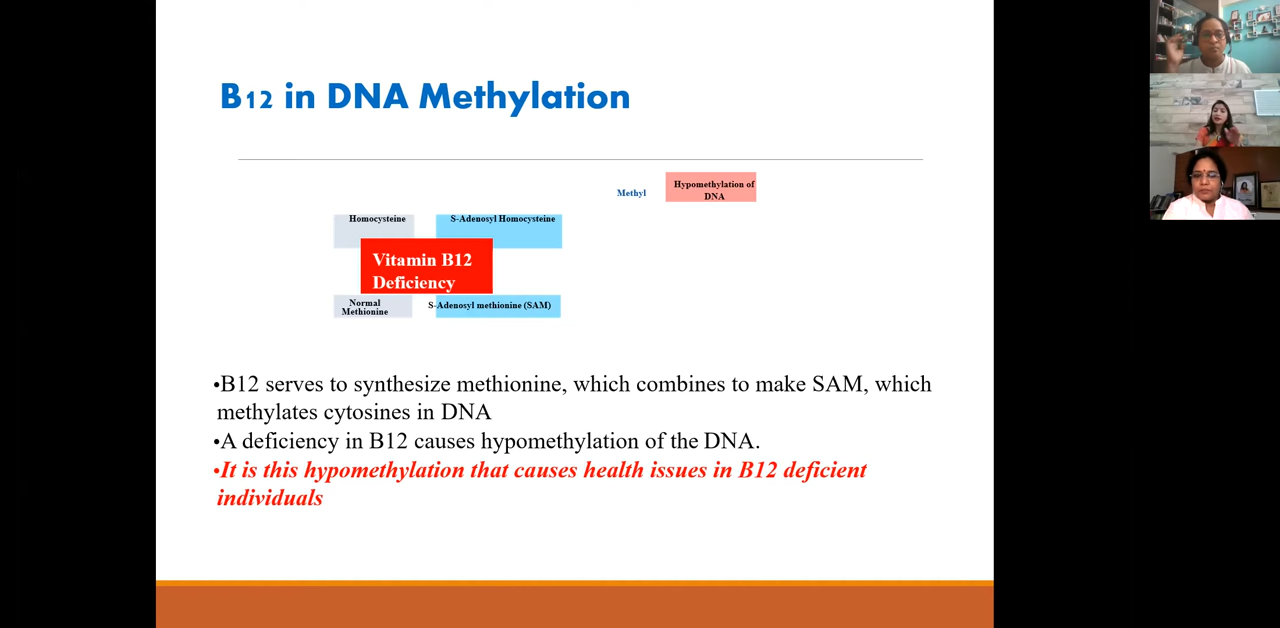 B12 in DNA Methylation
Methyl
Hypomethylation of
DNA
Homocysteine
S-Adenosyl Homocysteine
Vitamin B12
Deficiency
Normal
Methionine
S-Adenosyl methionine (SAM)
•B12 serves to synthesize methionine, which combines to make SAM, which
methylates cytosines in DNA
•A deficiency in B12 causes hypomethylation of the DNA.
•It is this hypomethylation that causes health issues in B12 deficient
individuals